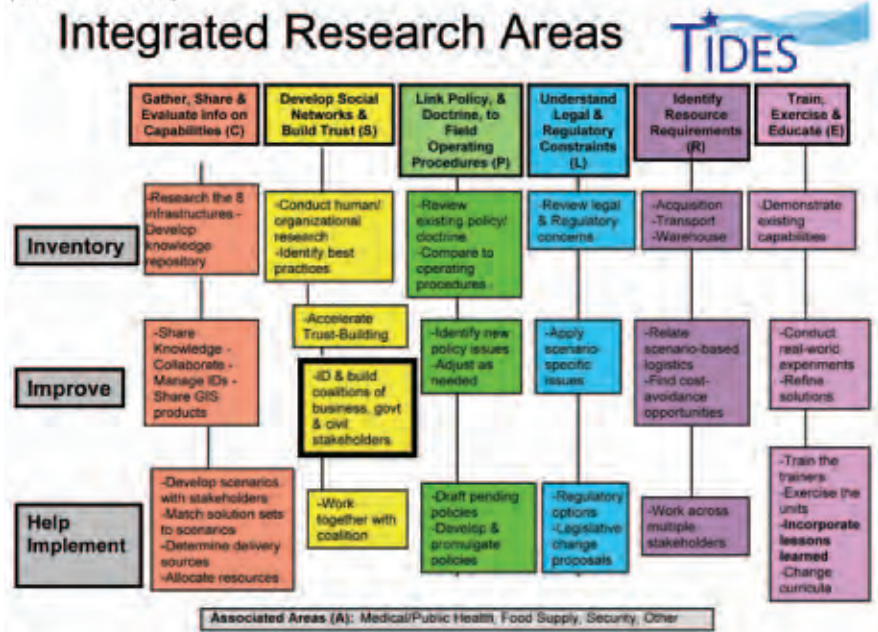 Integrated Research Areas
TIDES
Gather, Share &
Evaluate info on
Capabilities (C)
Develop Social
Networks &
Build Trust (S)
Link Policy, &
Doctrine, to
Field
Operating
Procedures (P)
Understand
Legal &
Regulatory
Constraints
(L)
Identify
Resource
Requirements
(R)
Train,
Exercise &
Educate (E)
Inventory
-Research the 8
infrastructures -
Develop
knowledge
repository
-Conduct human/
organizational
research
-Identify best
practices
-Review
existing policy/
doctrine
-Compare to
operating
procedures -
-Review legal
& Regulatory
concerns
-Acquisition
-Transport
-Warehouse
-Demonstrate
existing
capabilities
Improve
-Share
Knowledge -
Collaborate -
Manage IDs -
Share GIS
products
-Accelerate
Trust-Building
-ID & build
coalitions of
business, govt
& civil
stakeholders
-Identify new
policy issues
-Adjust as
needed
-Apply
scenario-
specific
issues
-Relate
scenario-based
logistics
-Find cost-
avoidance
opportunities
-Conduct
real-world
experiments
-Refine
solutions
Help
Implement
-Develop scenarios
with stakeholders
-Match solution sets
to scenarios
-Determine delivery
sources
-Allocate resources
-Work
together with
coalition
-Draft pending
policies
-Develop &
promulgate
policies
-Regulatory
options
-Legislative
change
proposals
-Work across
multiple
stakeholders
-Train the
trainers
-Exercise the
units
-Incorporate
lessons
learned
-Change
curricula
Associated Areas (A): Medical/Public Health, Food Supply, Security, Other